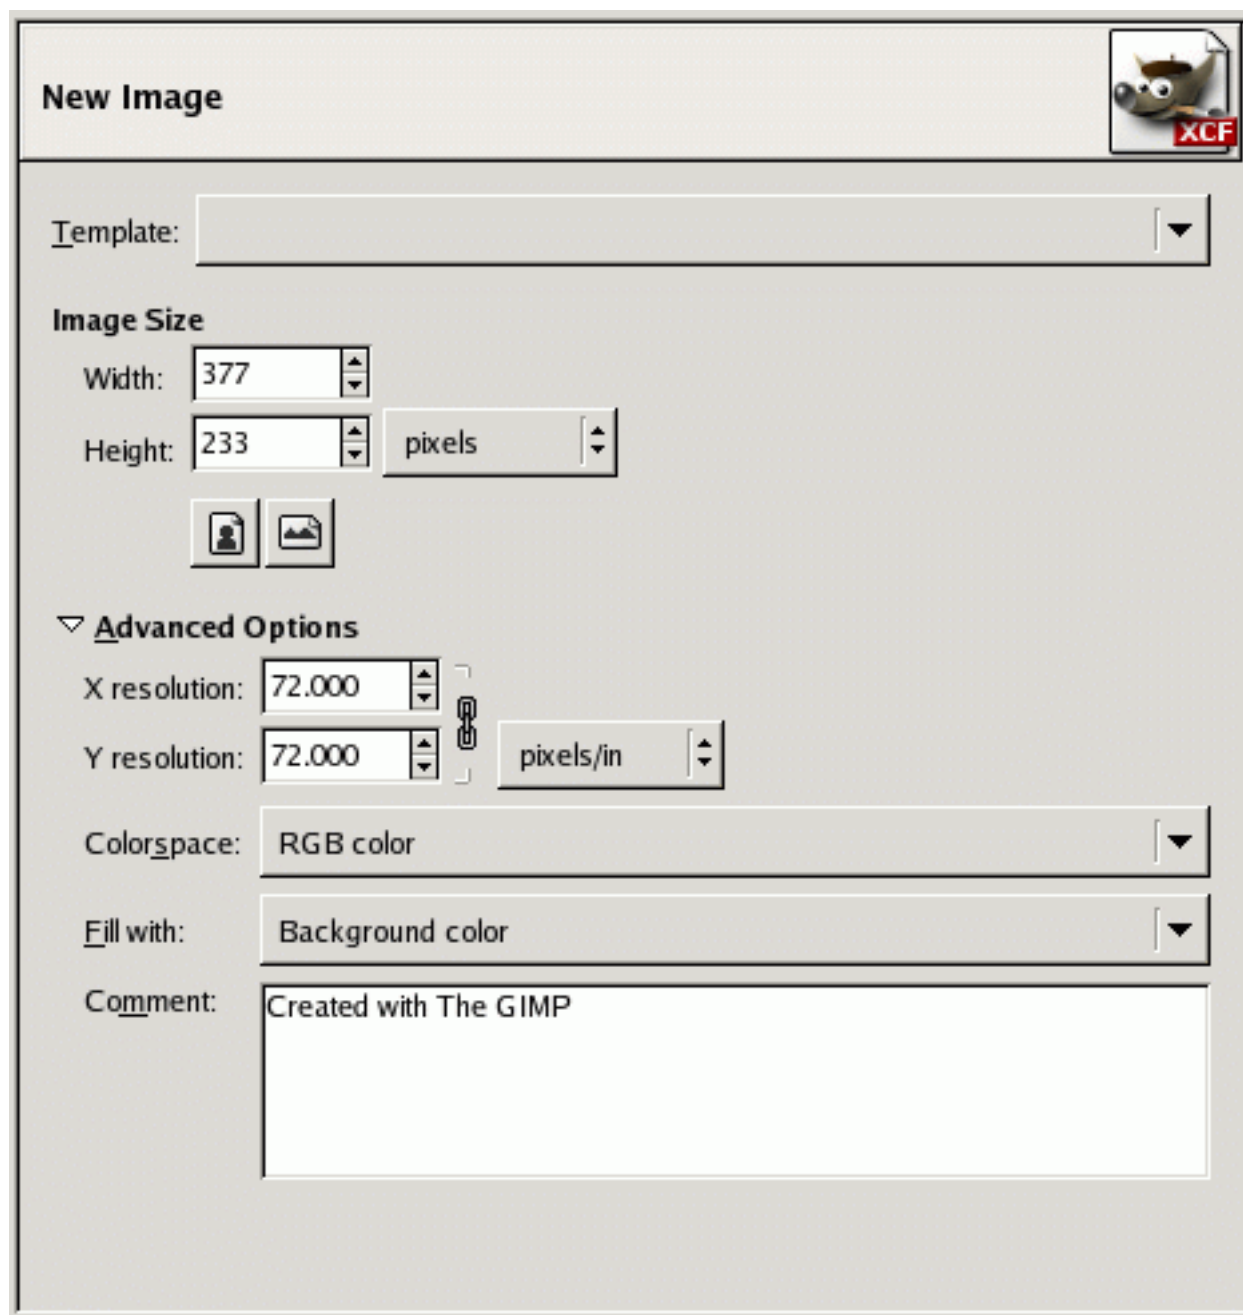 New Image
XCF
Template:
Image Size
Width: 377
Height: 233 pixels
Advanced Options
X resolution: 72.000
Y resolution: 72.000 pixels/in
Colorspace: RGB color
Fill with: Background color
Comment: Created with The GIMP